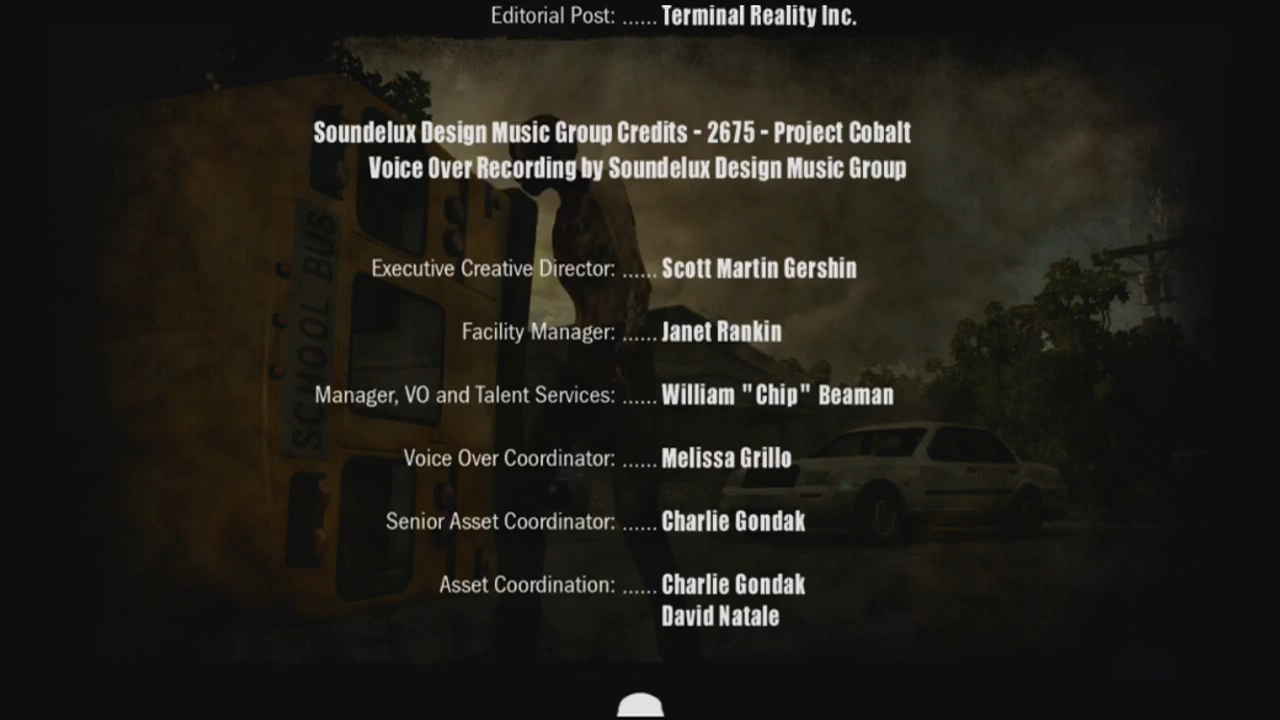 Editorial Post: ...... Terminal Reality Inc.
Soundelux Design Music Group Credits - 2675 - Project Cobalt
Voice Over Recording by Soundelux Design Music Group
Executive Creative Director: ...... Scott Martin Gershin
Facility Manager: ...... Janet Rankin
Manager, VO and Talent Services: ...... William "Chip" Beaman
Voice Over Coordinator: ...... Melissa Grillo
Senior Asset Coordinator: ...... Charlie Gondak
Asset Coordination: ...... Charlie Gondak
David Natale
SCHOOL BUS